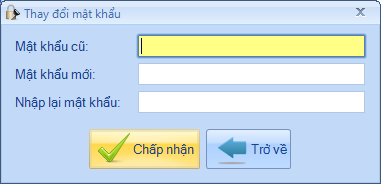 Thay đổi mật khẩu
Mật khẩu cũ:
Mật khẩu mới:
Nhập lại mật khẩu:
Chấp nhận
Trở về